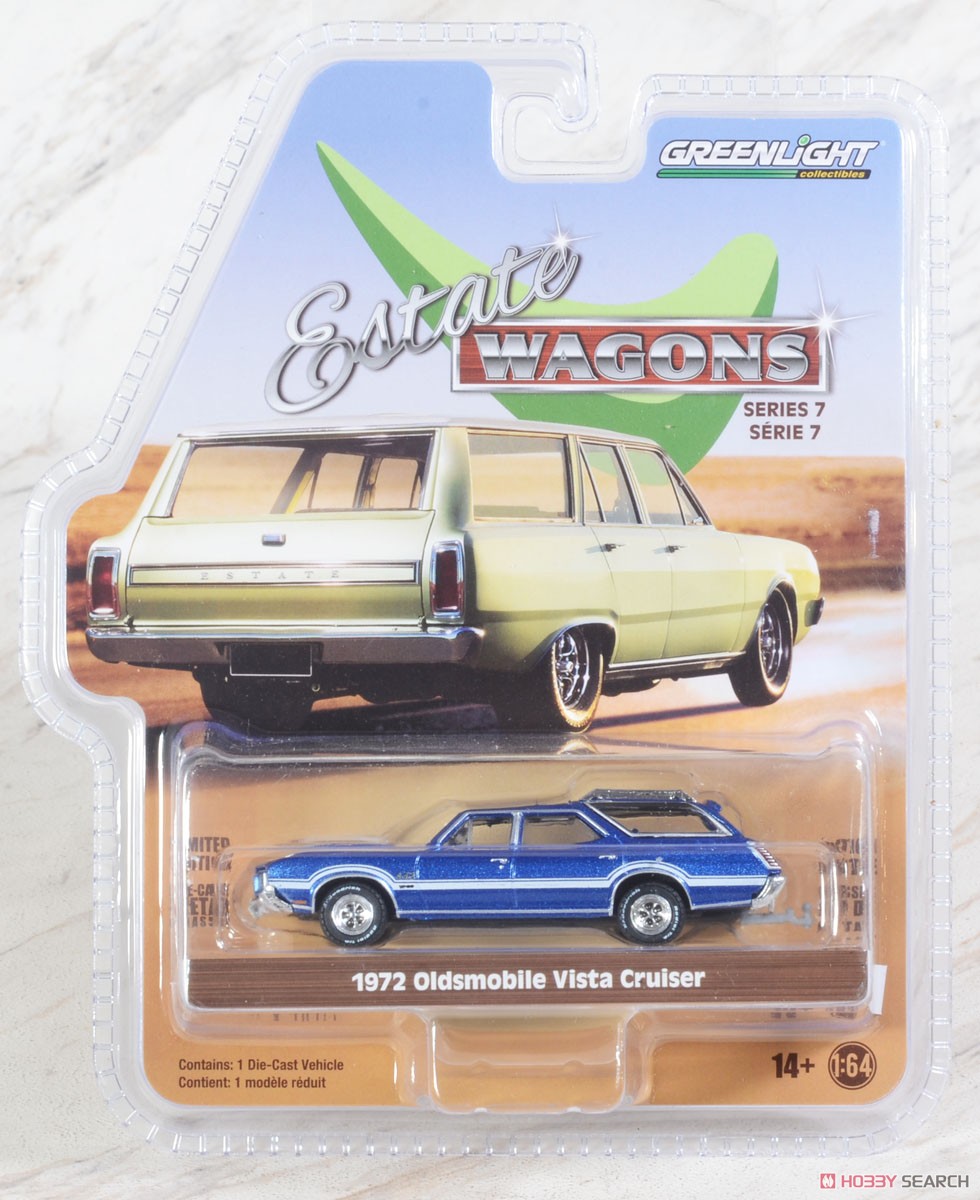 GREENLIGHT
collectibles
Estate
WAGONS
SERIES 7
SÉRIE 7
ESTATE
1972 Oldsmobile Vista Cruiser
Contains: 1 Die-Cast Vehicle
Contient: 1 modèle réduit
14+
1:64
HOBBY SEARCH